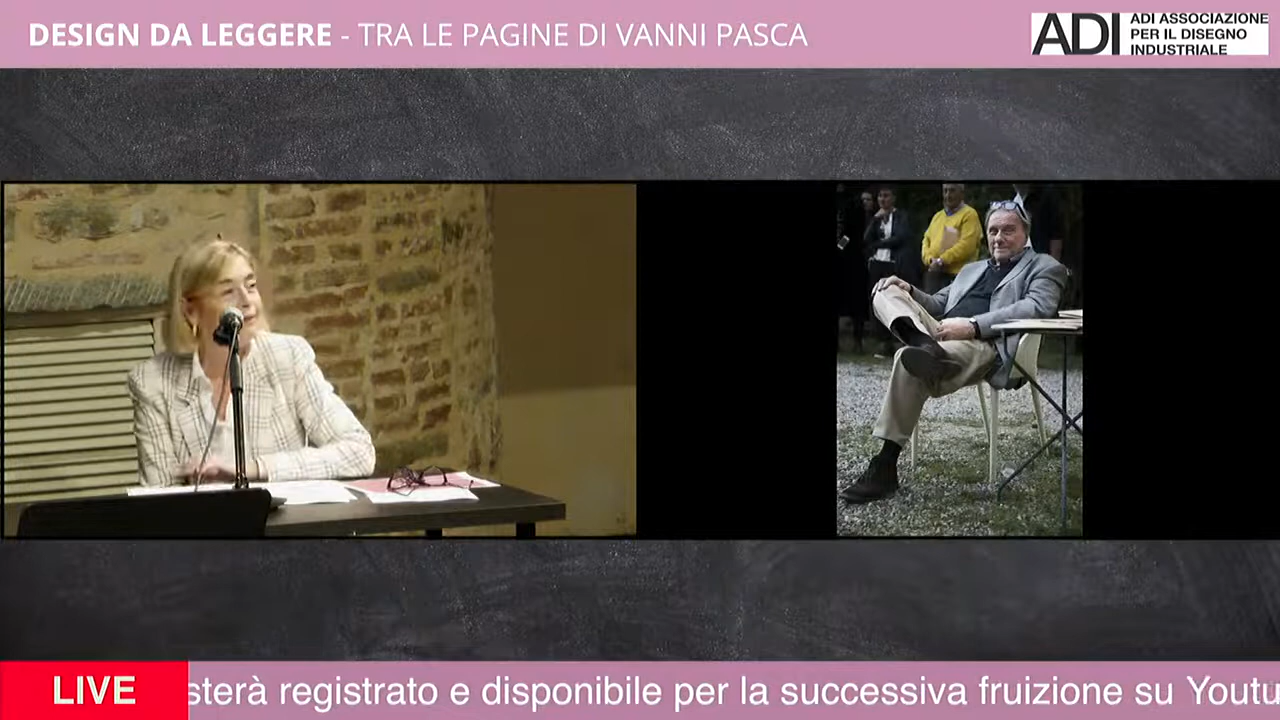 DESIGN DA LEGGERE - TRA LE PAGINE DI VANNI PASCA
ADI
ADI ASSOCIAZIONE
PER IL DISEGNO
INDUSTRIALE
LIVE
sterà registrato e disponibile per la successiva fruizione su Youtu